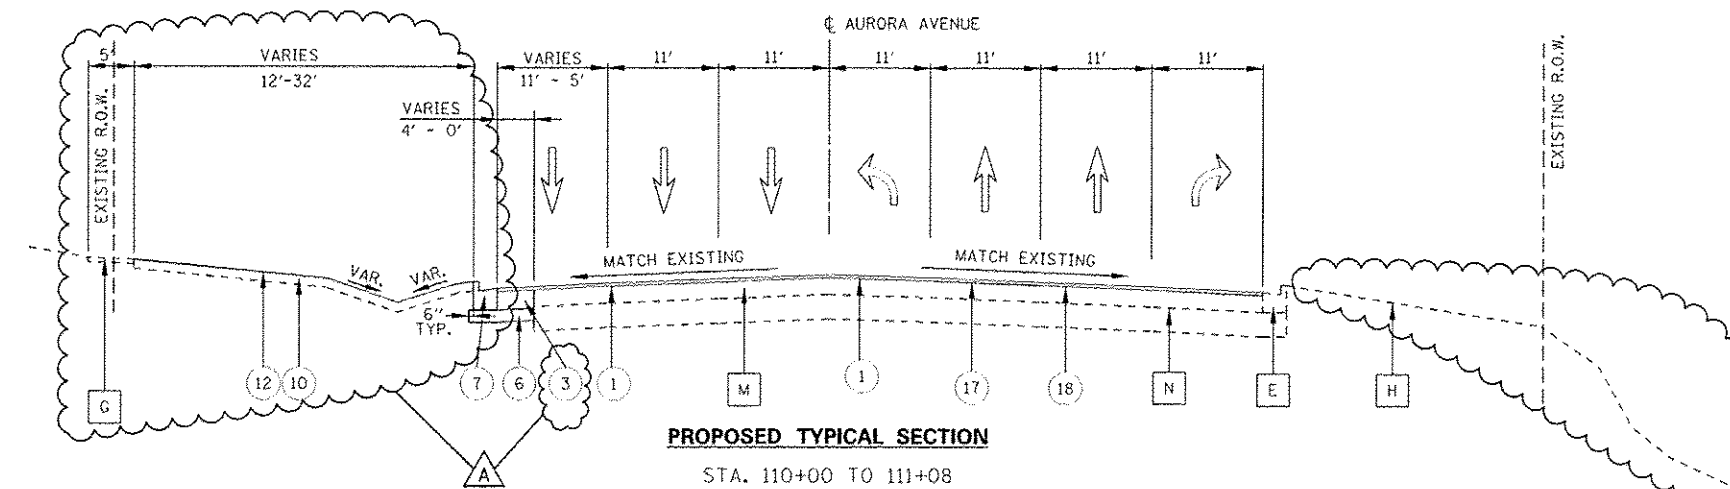 ℄ AURORA AVENUE
5'
VARIES
12'-32'
VARIES
11' ~ 5'
11'
11'
11'
11'
11'
11'
VARIES
4' ~ 0'
EXISTING R.O.W.
EXISTING R.O.W.
VAR.
VAR.
MATCH EXISTING
MATCH EXISTING
6"
TYP.
G
12
10
7
6
3
1
M
1
17
18
N
E
H
PROPOSED TYPICAL SECTION
STA. 110+00 TO 111+08
A